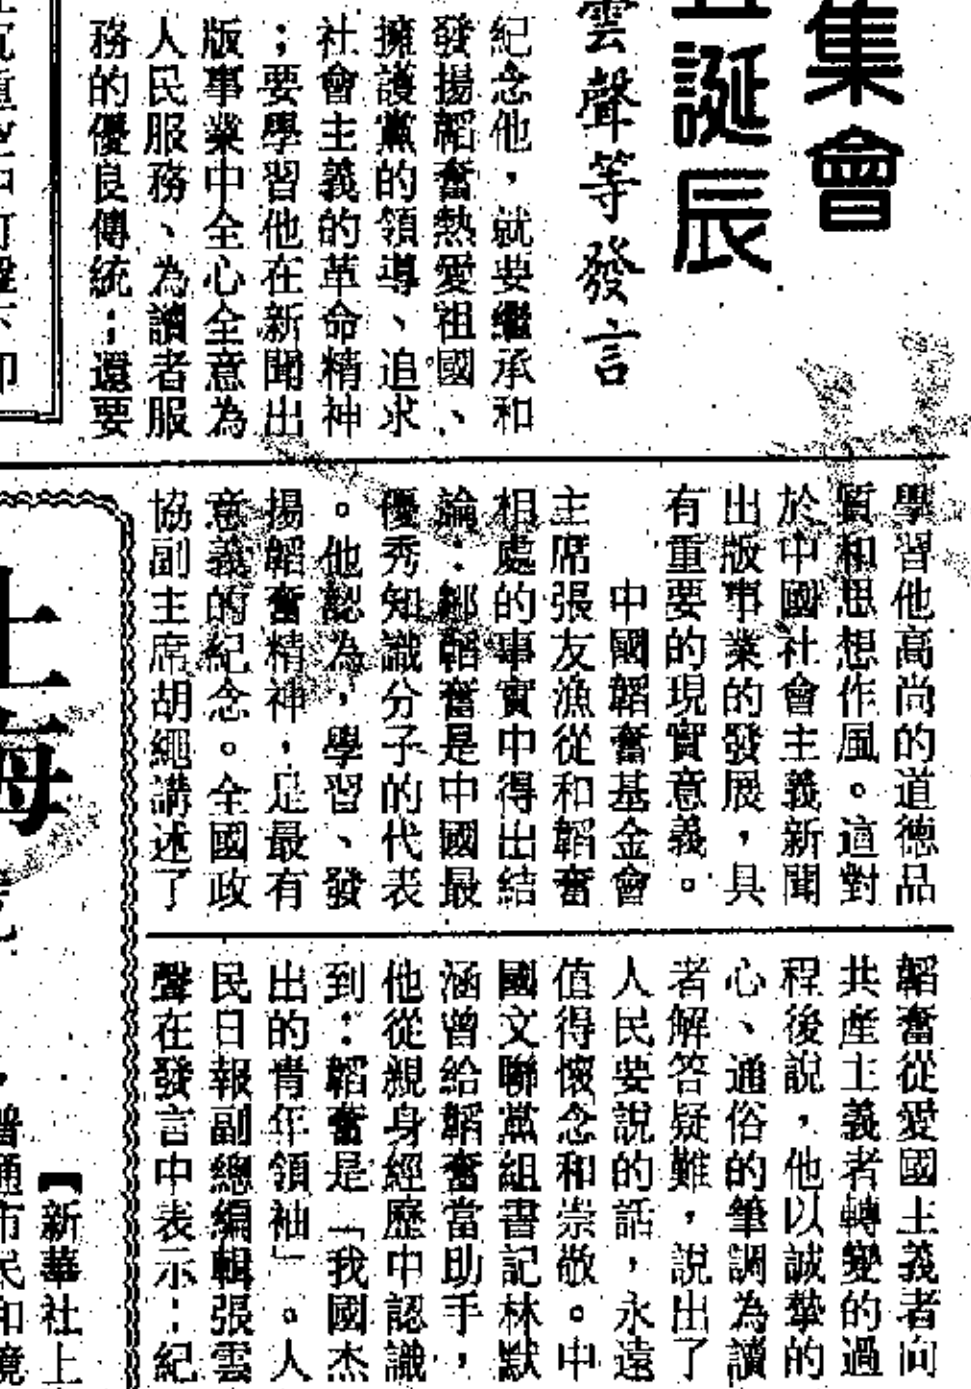 集會
誕辰
雲聲等發言
紀念他，就要繼承和
發揚韜奮熱愛祖國、
擁護黨的領導、追求
社會主義的革命精神
；要學習他在新聞出
版事業中全心全意為
人民服務、為讀者服
務的優良傳統；還要
學習他高尚的道德品
質和思想作風。這對
於中國社會主義新聞
出版事業的發展，具
有重要的現實意義。
中國韜奮基金會
主席張友漁從和韜奮
相處的事實中得出結
論：鄒韜奮是中國最
優秀知識分子的代表
。他認為，學習、發
揚韜奮精神，是最有
意義的紀念。全國政
協副主席胡繩講述了
韜奮從愛國主義者向
共產主義者轉變的過
程後說，他以誠摯的
心、通俗的筆調為讀
者解答疑難，說出了
人民要說的話，永遠
值得懷念和崇敬。中
國文聯黨組書記林默
涵曾給韜奮當助手，
他從親身經歷中認識
到：韜奮是「我國杰
出的青年領袖」。人
民日報副總編輯張雲
聲在發言中表示：紀
上海
【新華社上
普通市民和